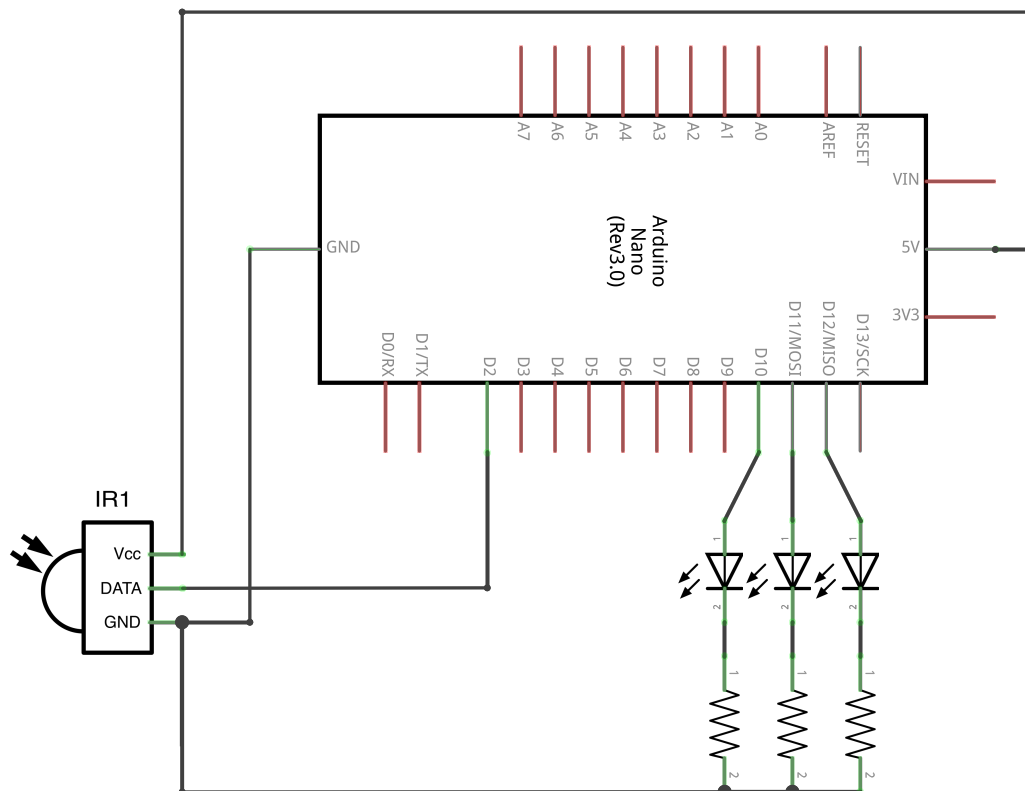 A7
A6
A5
A4
A3
A2
A1
A0
AREF
RESET
VIN
5V
3V3
GND
Arduino
Nano
(Rev3.0)
D0/RX
D1/TX
D2
D3
D4
D5
D6
D7
D8
D9
D10
D11/MOSI
D12/MISO
D13/SCK
IR1
Vcc
DATA
GND
1
1
1
2
2
2
1
1
1
2
2
2